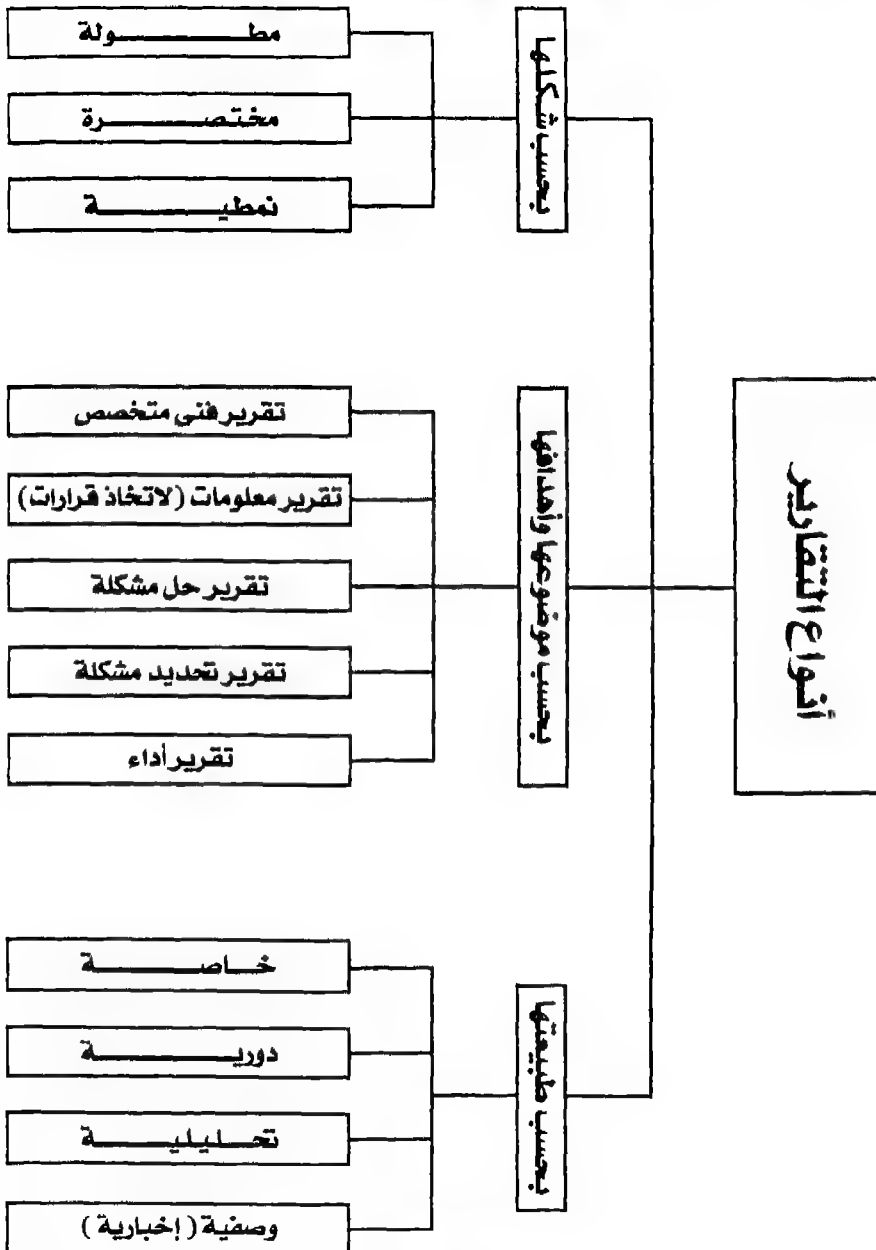 أنواع التقارير
بحسب شكلها
مطولة
مختصرة
نمطية
بحسب موضوعها وأهدافها
تقرير فني متخصص
تقرير معلومات (لاتخاذ قرارات)
تقرير حل مشكلة
تقرير تحديد مشكلة
تقرير أداء
بحسب طبيعتها
خاصة
دورية
تحليلية
وصفية (إخبارية)